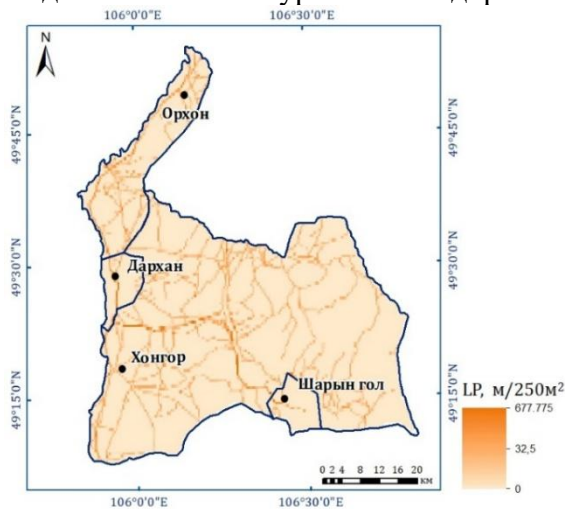 106°0'0"E
106°30'0"E
N
Орхон
49°45'0"N
49°45'0"N
Дархан
49°30'0"N
49°30'0"N
Хонгор
Шарын гол
49°15'0"N
49°15'0"N
LP, м/250м²
677.775
32,5
0
0 2 4 8 12 16 20
км
106°0'0"E
106°30'0"E